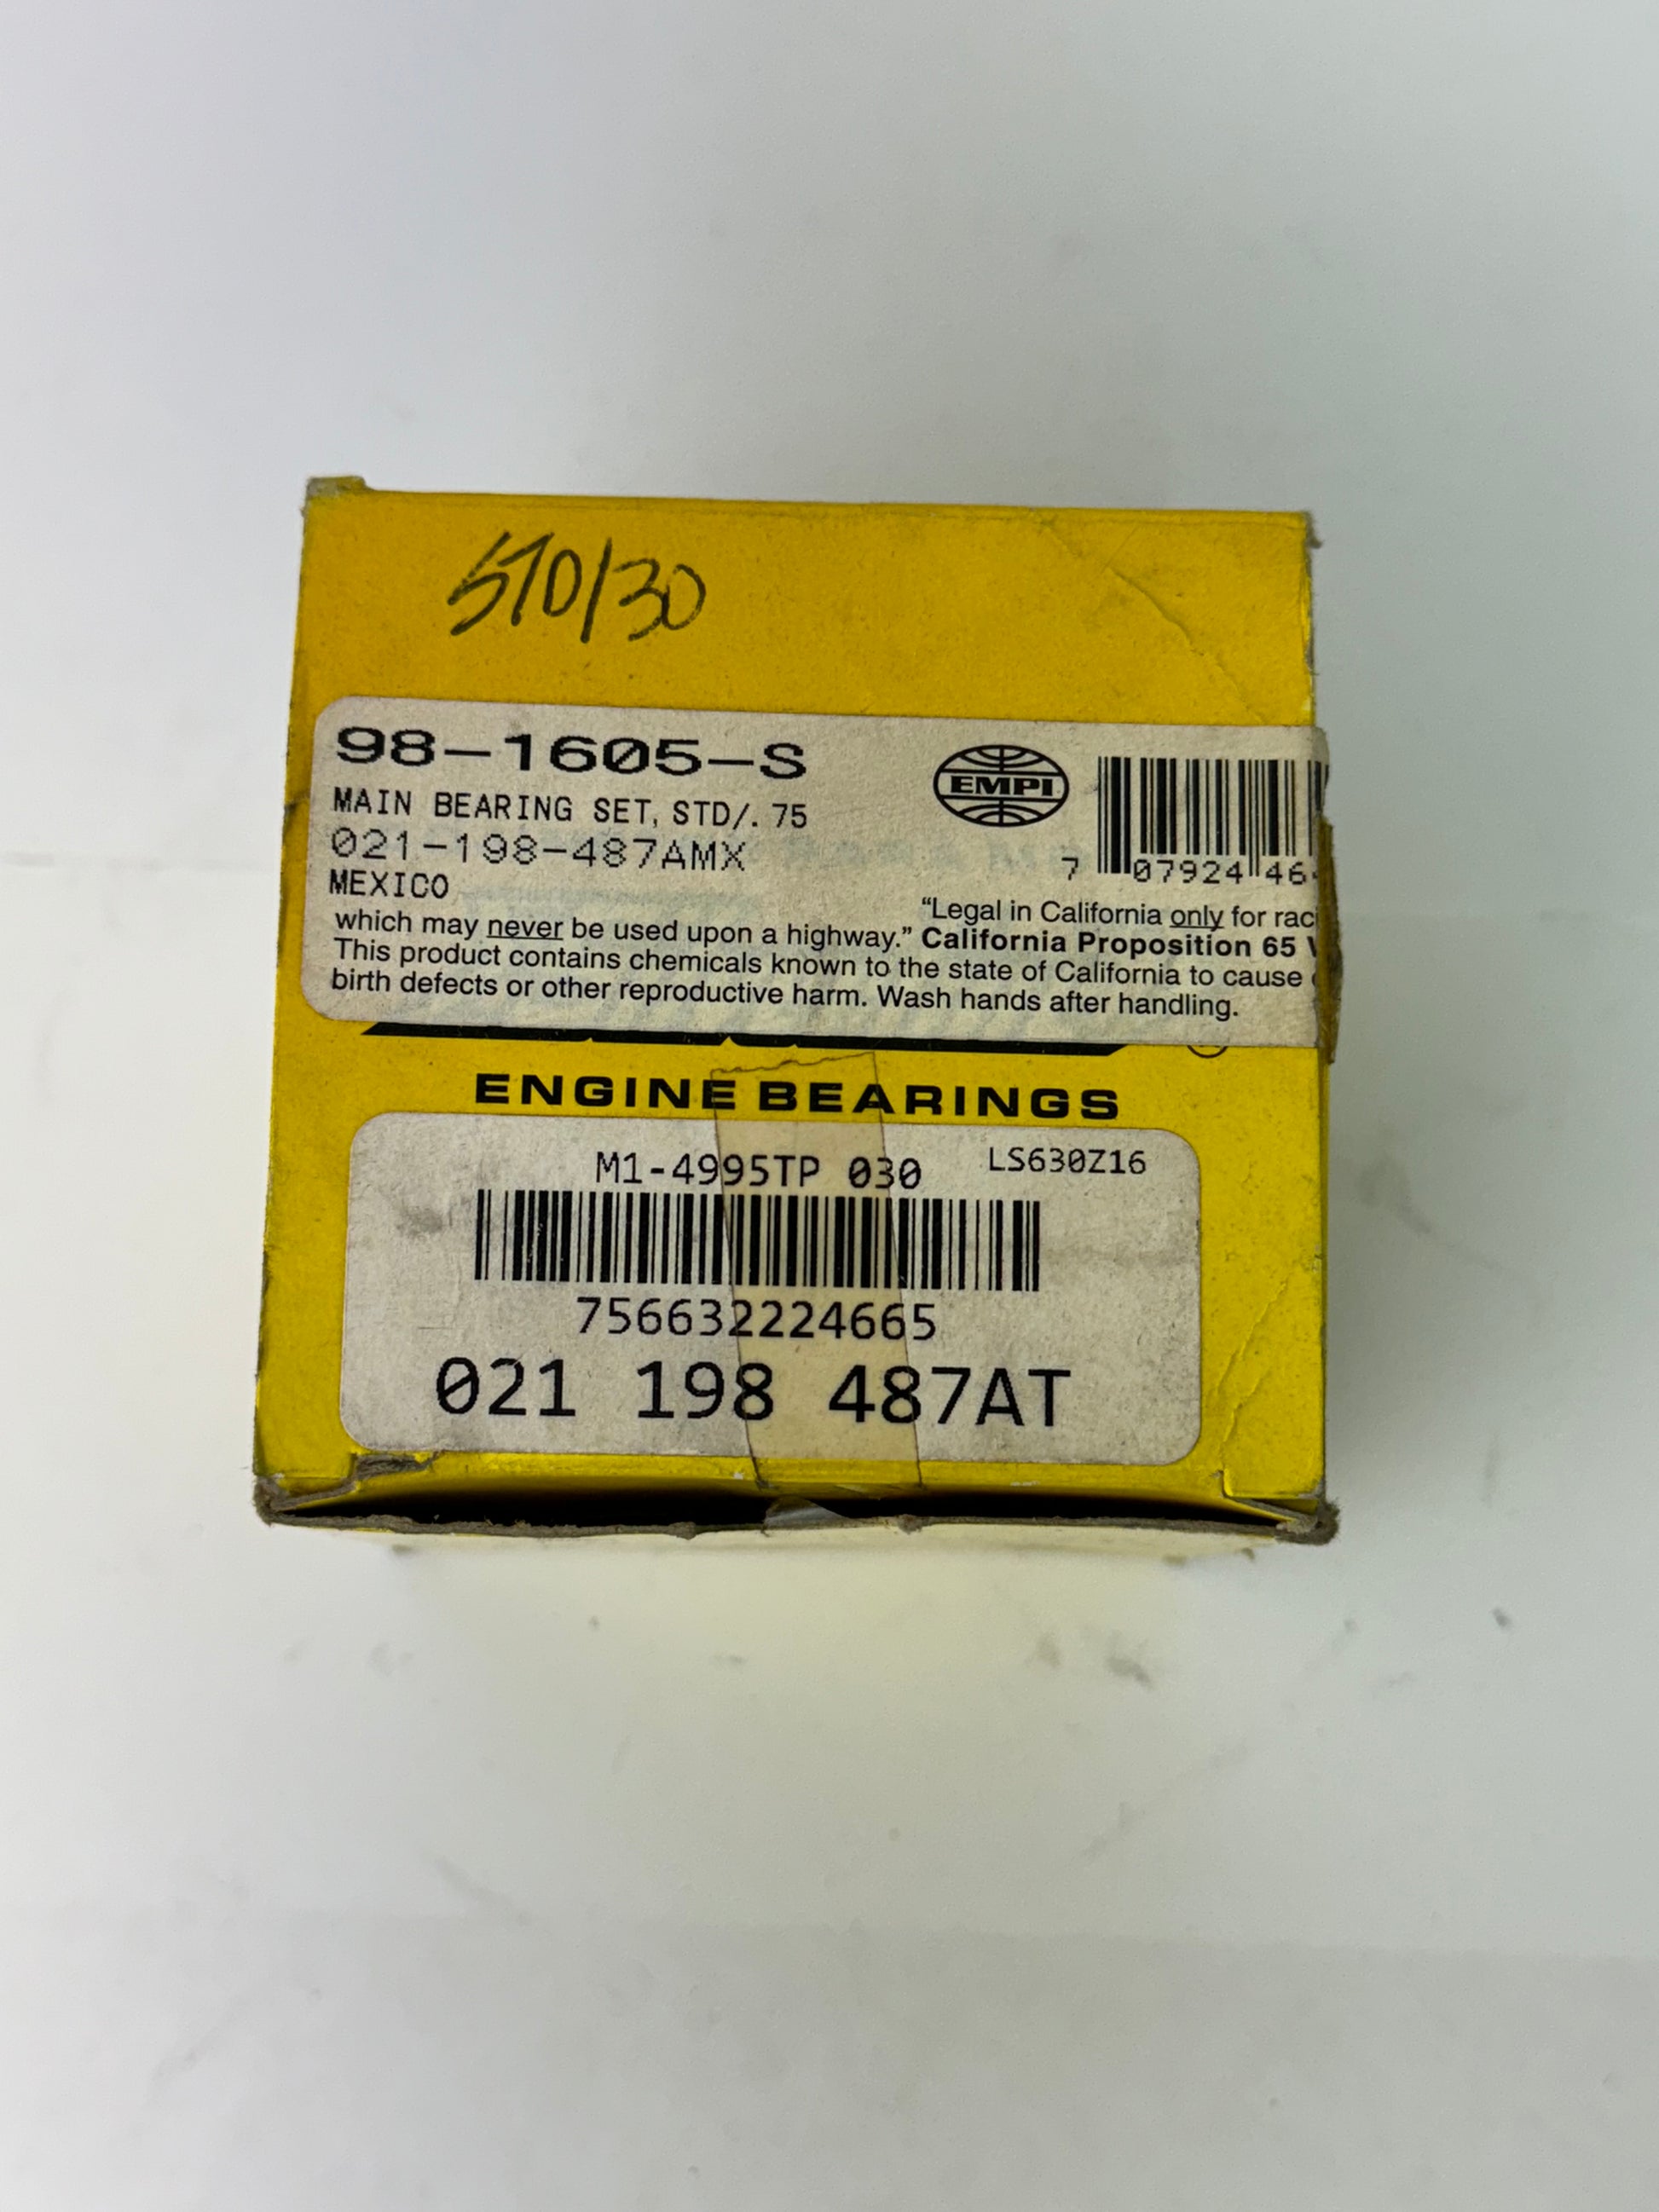 STD/30
98-1605-S
MAIN BEARING SET, STD/.75
021-198-487AMX
MEXICO
EMPI
7 07924 46
"Legal in California only for
which may never be used upon a highway." California Proposition 65
This product contains chemicals known to the state of California to cause
birth defects or other reproductive harm. Wash hands after handling.
ENGINE BEARINGS
M1-4995TP 030
LS630Z16
756632224665
021 198 487AT